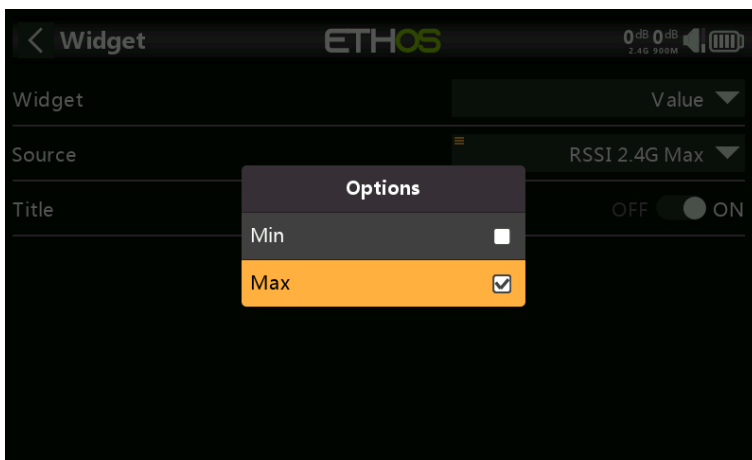 Widget
ETHOS
0dB 0dB
2.4G 900M
Widget
Value
Source
RSSI 2.4G Max
Options
Title
OFF ON
Min
Max